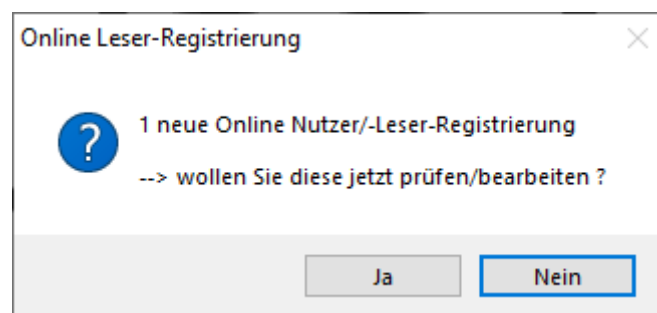 Online Leser-Registrierung
1 neue Online Nutzer/-Leser-Registrierung
--> wollen Sie diese jetzt prüfen/bearbeiten ?
Ja
Nein